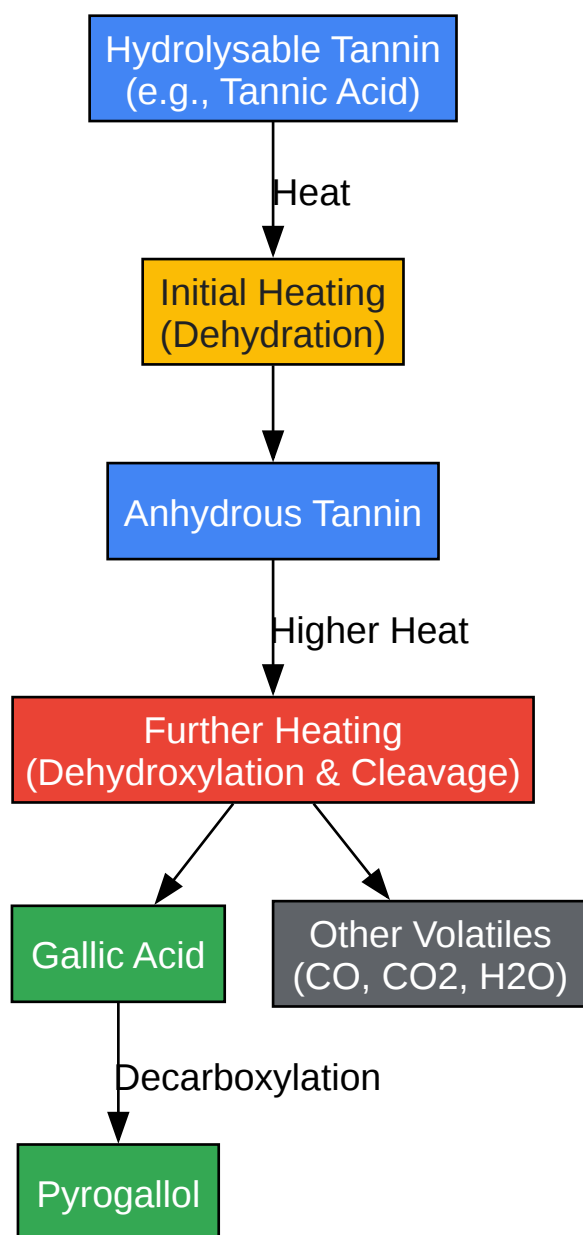 Hydrolysable Tannin
(e.g., Tannic Acid)
Heat
Initial Heating
(Dehydration)
Anhydrous Tannin
Higher Heat
Further Heating
(Dehydroxylation & Cleavage)
Gallic Acid
Other Volatiles
(CO, CO2, H2O)
Decarboxylation
Pyrogallol